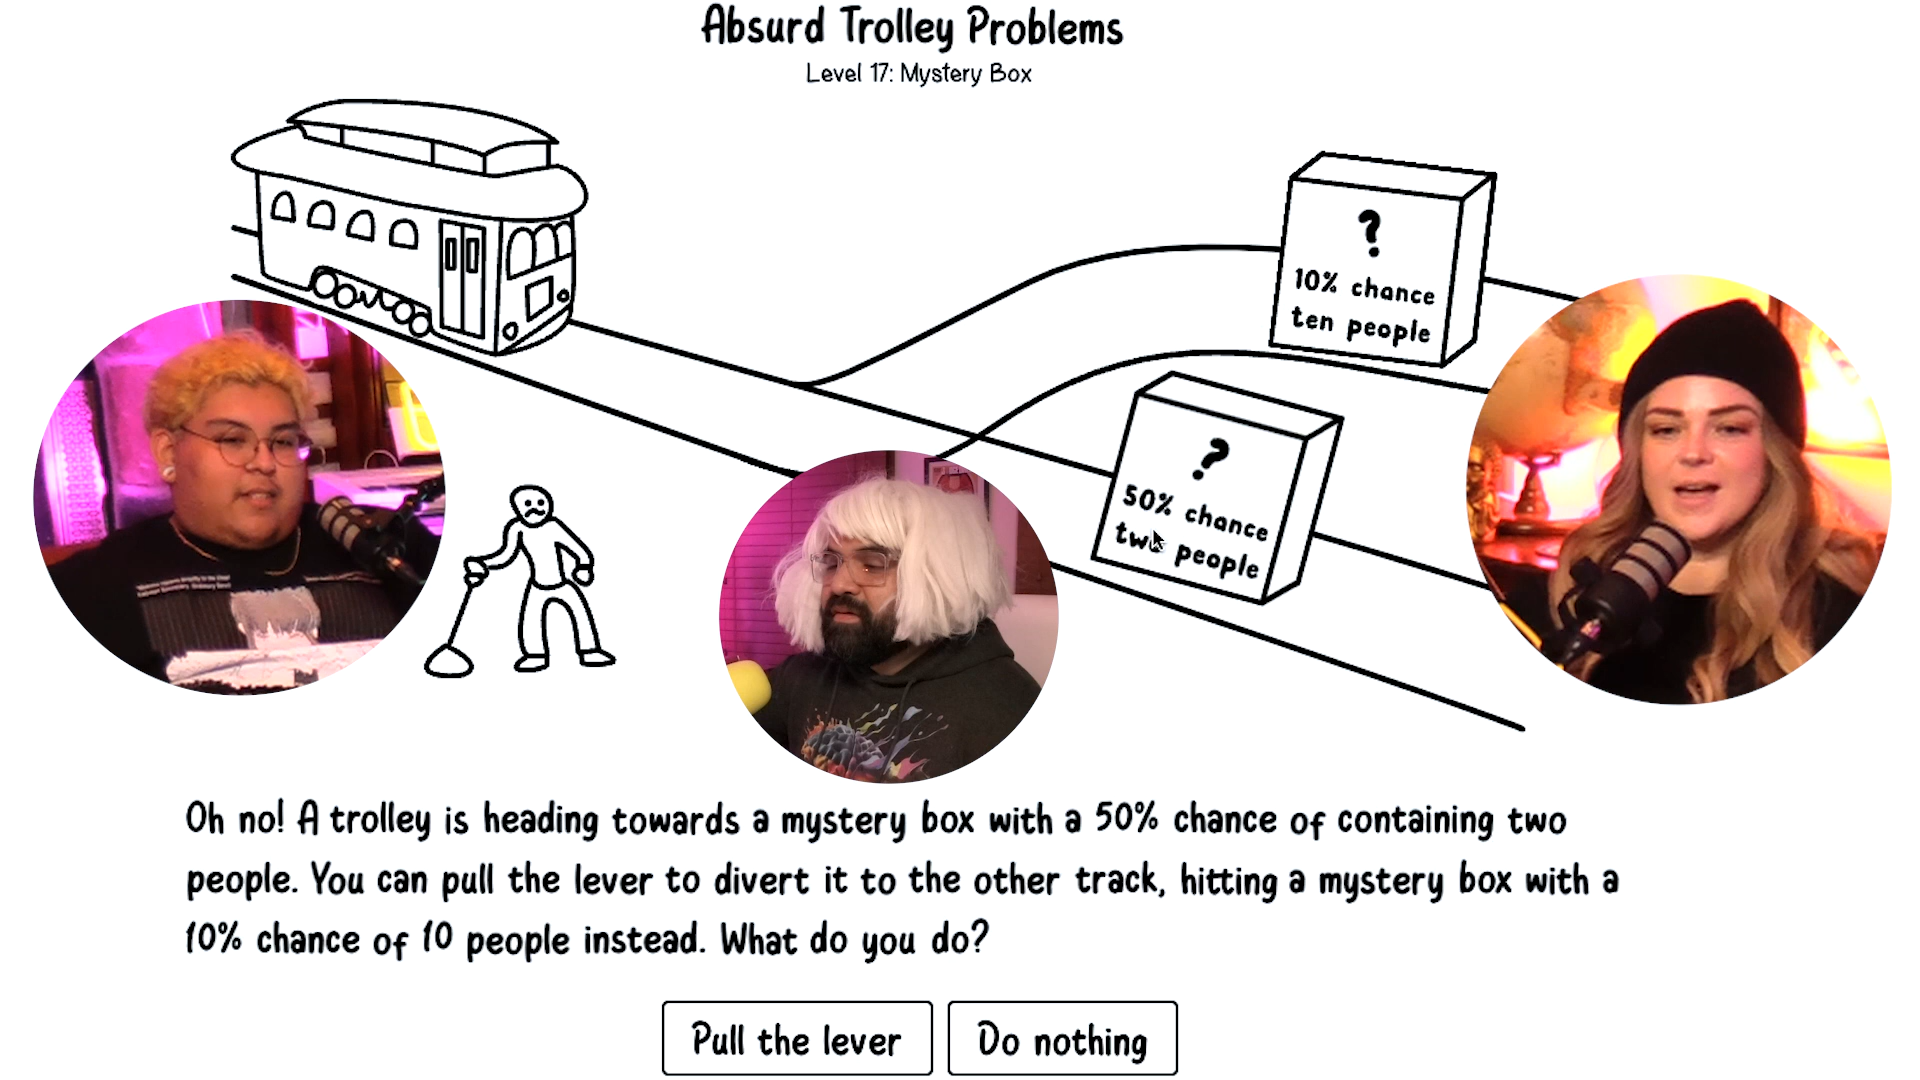 Absurd Trolley Problems
Level 17: Mystery Box
?
10% chance
ten people
?
50% chance
two people
Oh no! A trolley is heading towards a mystery box with a 50% chance of containing two
people. You can pull the lever to divert it to the other track, hitting a mystery box with a
10% chance of 10 people instead. What do you do?
Pull the lever
Do nothing